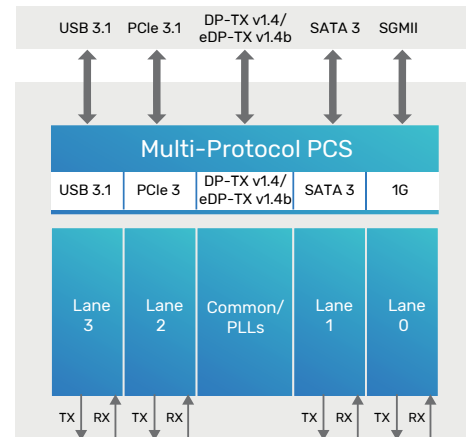 USB 3.1 PCIe 3.1 DP-TX v1.4/ SATA 3 SGMII
eDP-TX v1.4b
Multi-Protocol PCS
USB 3.1 PCIe 3 DP-TX v1.4/ SATA 3 1G
eDP-TX v1.4b
Lane Lane Common/ Lane Lane
3 2 PLLs 1 0
TX RX TX RX TX RX TX RX